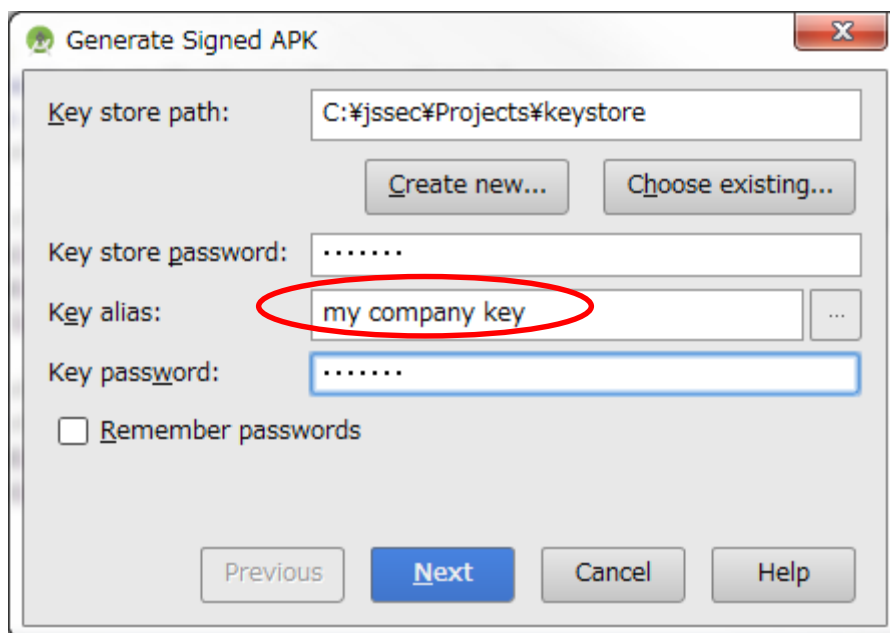 Generate Signed APK
Key store path: C:¥jssec¥Projects¥keystore
Create new... Choose existing...
Key store password: ·······
Key alias: my company key ...
Key password: ·······
Remember passwords
Previous Next Cancel Help